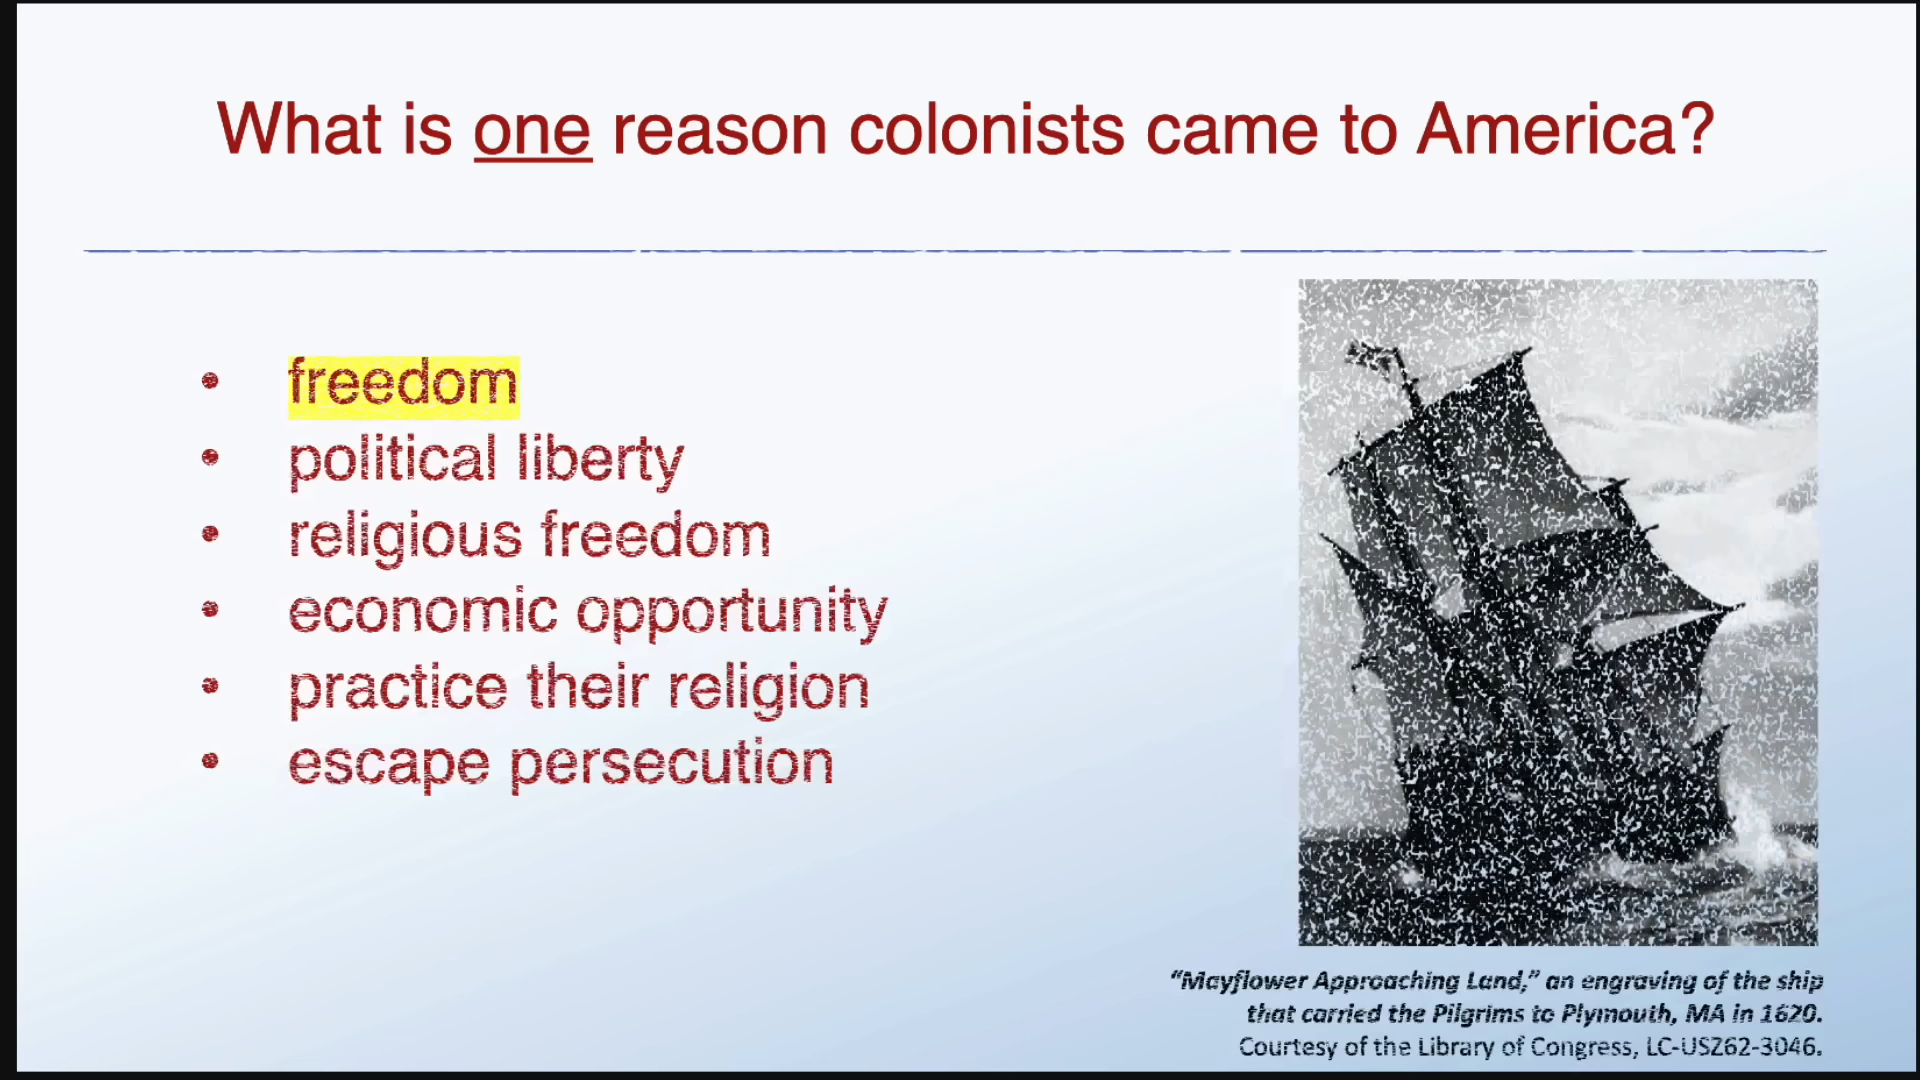 What is one reason colonists came to America?
• freedom
• political liberty
• religious freedom
• economic opportunity
• practice their religion
• escape persecution
“Mayflower Approaching Land,” an engraving of the ship
that carried the Pilgrims to Plymouth, MA in 1620.
Courtesy of the Library of Congress, LC-USZ62-3046.